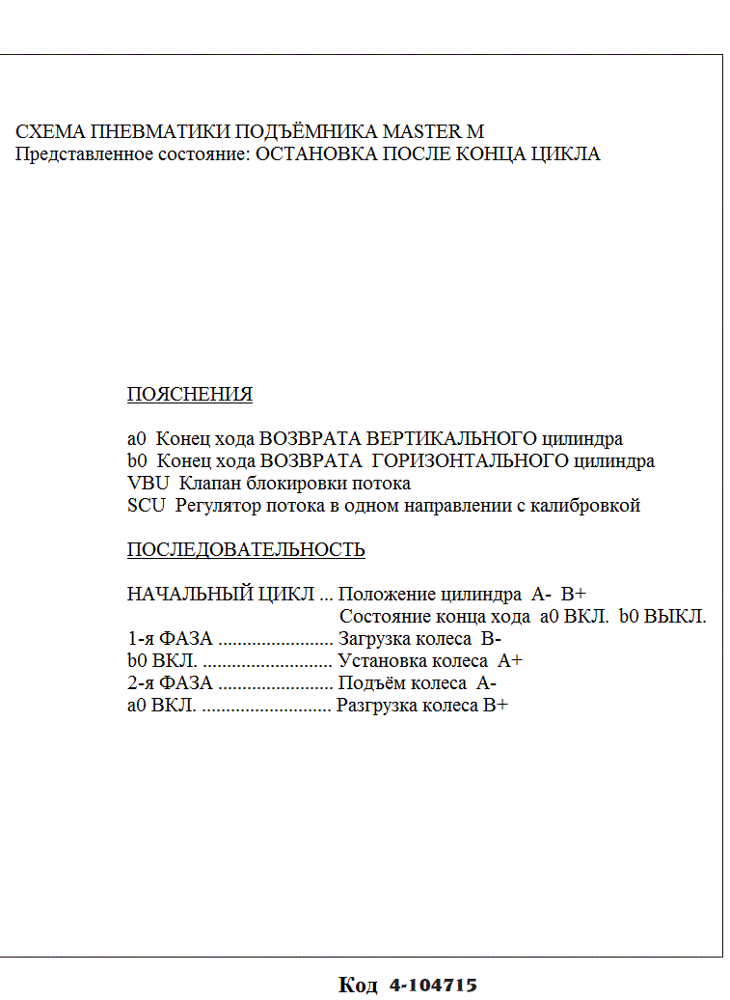 СХЕМА ПНЕВМАТИКИ ПОДЪЁМНИКА MASTER M
Представленное состояние: ОСТАНОВКА ПОСЛЕ КОНЦА ЦИКЛА
ПОЯСНЕНИЯ
a0 Конец хода ВОЗВРАТА ВЕРТИКАЛЬНОГО цилиндра
b0 Конец хода ВОЗВРАТА ГОРИЗОНТАЛЬНОГО цилиндра
VBU Клапан блокировки потока
SCU Регулятор потока в одном направлении с калибровкой
ПОСЛЕДОВАТЕЛЬНОСТЬ
НАЧАЛЬНЫЙ ЦИКЛ ... Положение цилиндра A- B+
Состояние конца хода a0 ВКЛ. b0 ВЫКЛ.
1-я ФАЗА ........................ Загрузка колеса B-
b0 ВКЛ. ........................... Установка колеса A+
2-я ФАЗА ........................ Подъём колеса A-
a0 ВКЛ. ........................... Разгрузка колеса B+
Код 4-104715